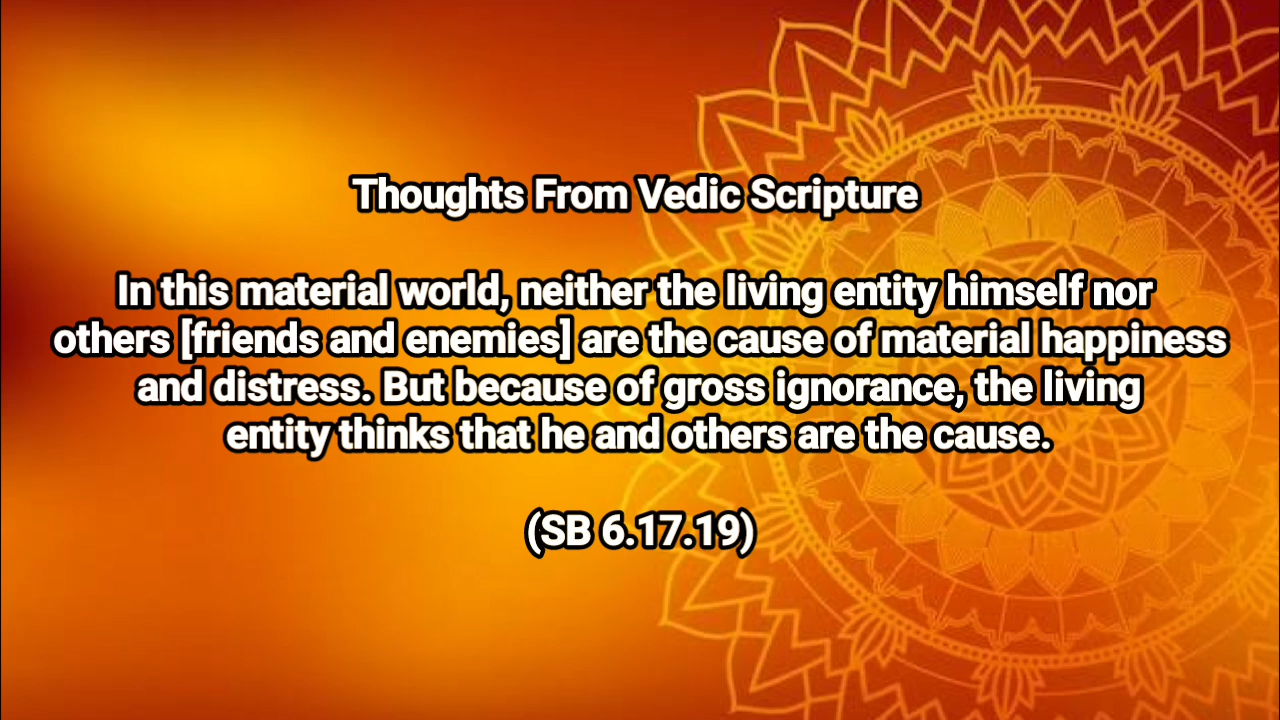 Thoughts From Vedic Scripture
In this material world, neither the living entity himself nor
others [friends and enemies] are the cause of material happiness
and distress. But because of gross ignorance, the living
entity thinks that he and others are the cause.
(SB 6.17.19)